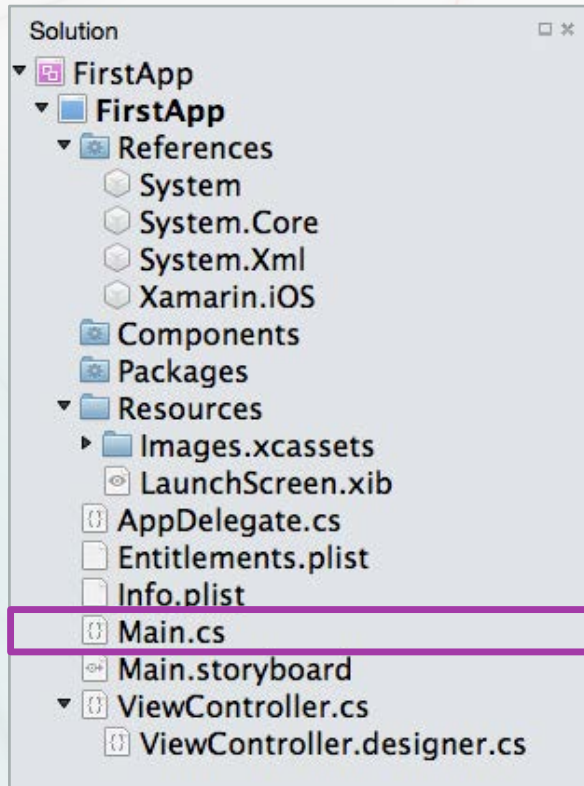 Solution
FirstApp
FirstApp
References
System
System.Core
System.Xml
Xamarin.iOS
Components
Packages
Resources
Images.xcassets
LaunchScreen.xib
AppDelegate.cs
Entitlements.plist
Info.plist
Main.cs
Main.storyboard
ViewController.cs
ViewController.designer.cs